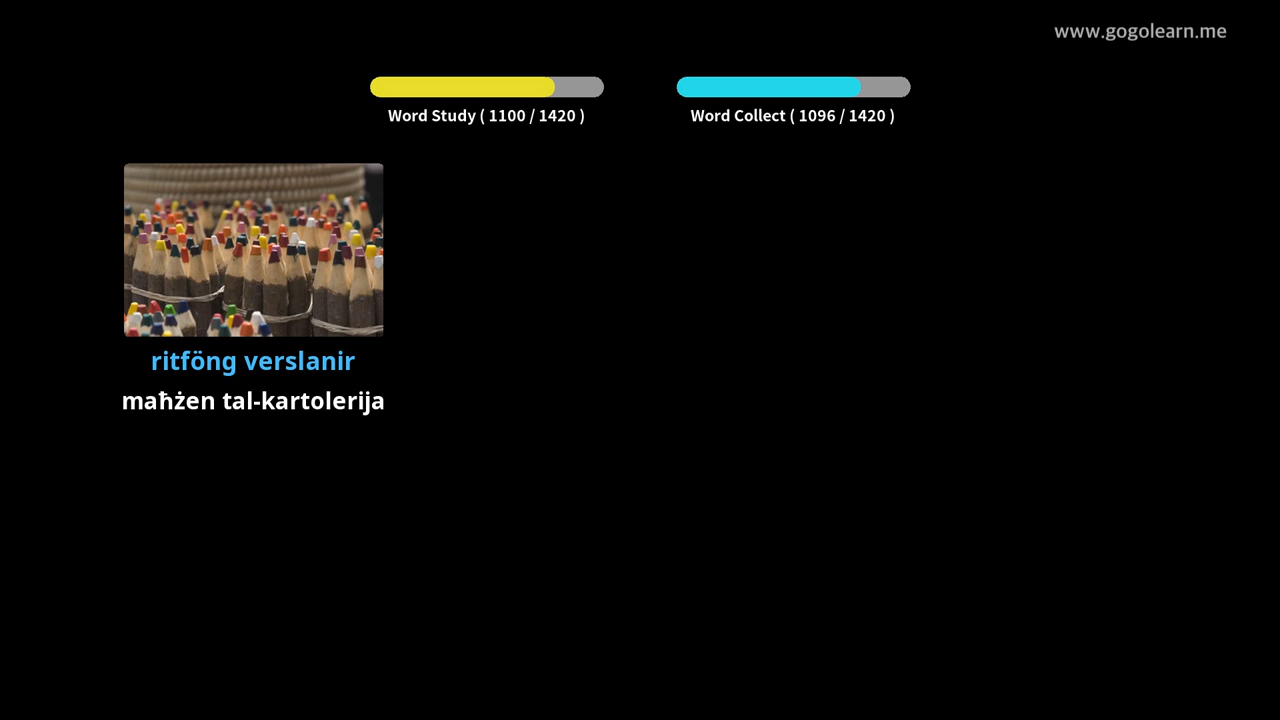 www.gogolearn.me
Word Study ( 1100 / 1420 )
Word Collect ( 1096 / 1420 )
ritföng verslanir
maħżen tal-kartolerija